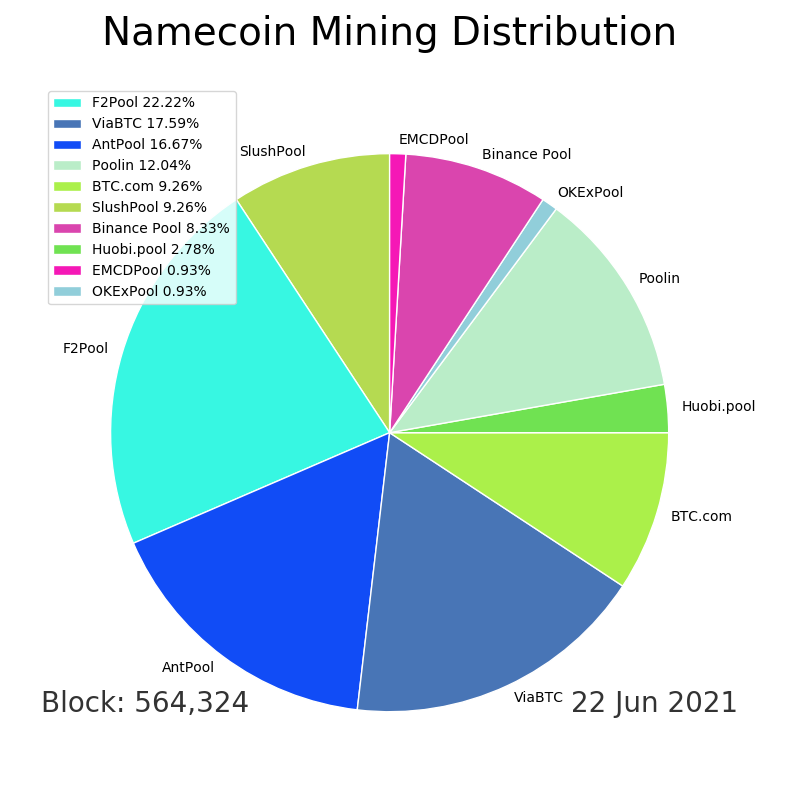 Namecoin Mining Distribution
F2Pool 22.22%
ViaBTC 17.59%
AntPool 16.67%
Poolin 12.04%
BTC.com 9.26%
SlushPool 9.26%
Binance Pool 8.33%
Huobi.pool 2.78%
EMCDPool 0.93%
OKExPool 0.93%
EMCDPool
SlushPool
Binance Pool
OKExPool
Poolin
F2Pool
Huobi.pool
BTC.com
AntPool
ViaBTC
Block: 564,324
22 Jun 2021